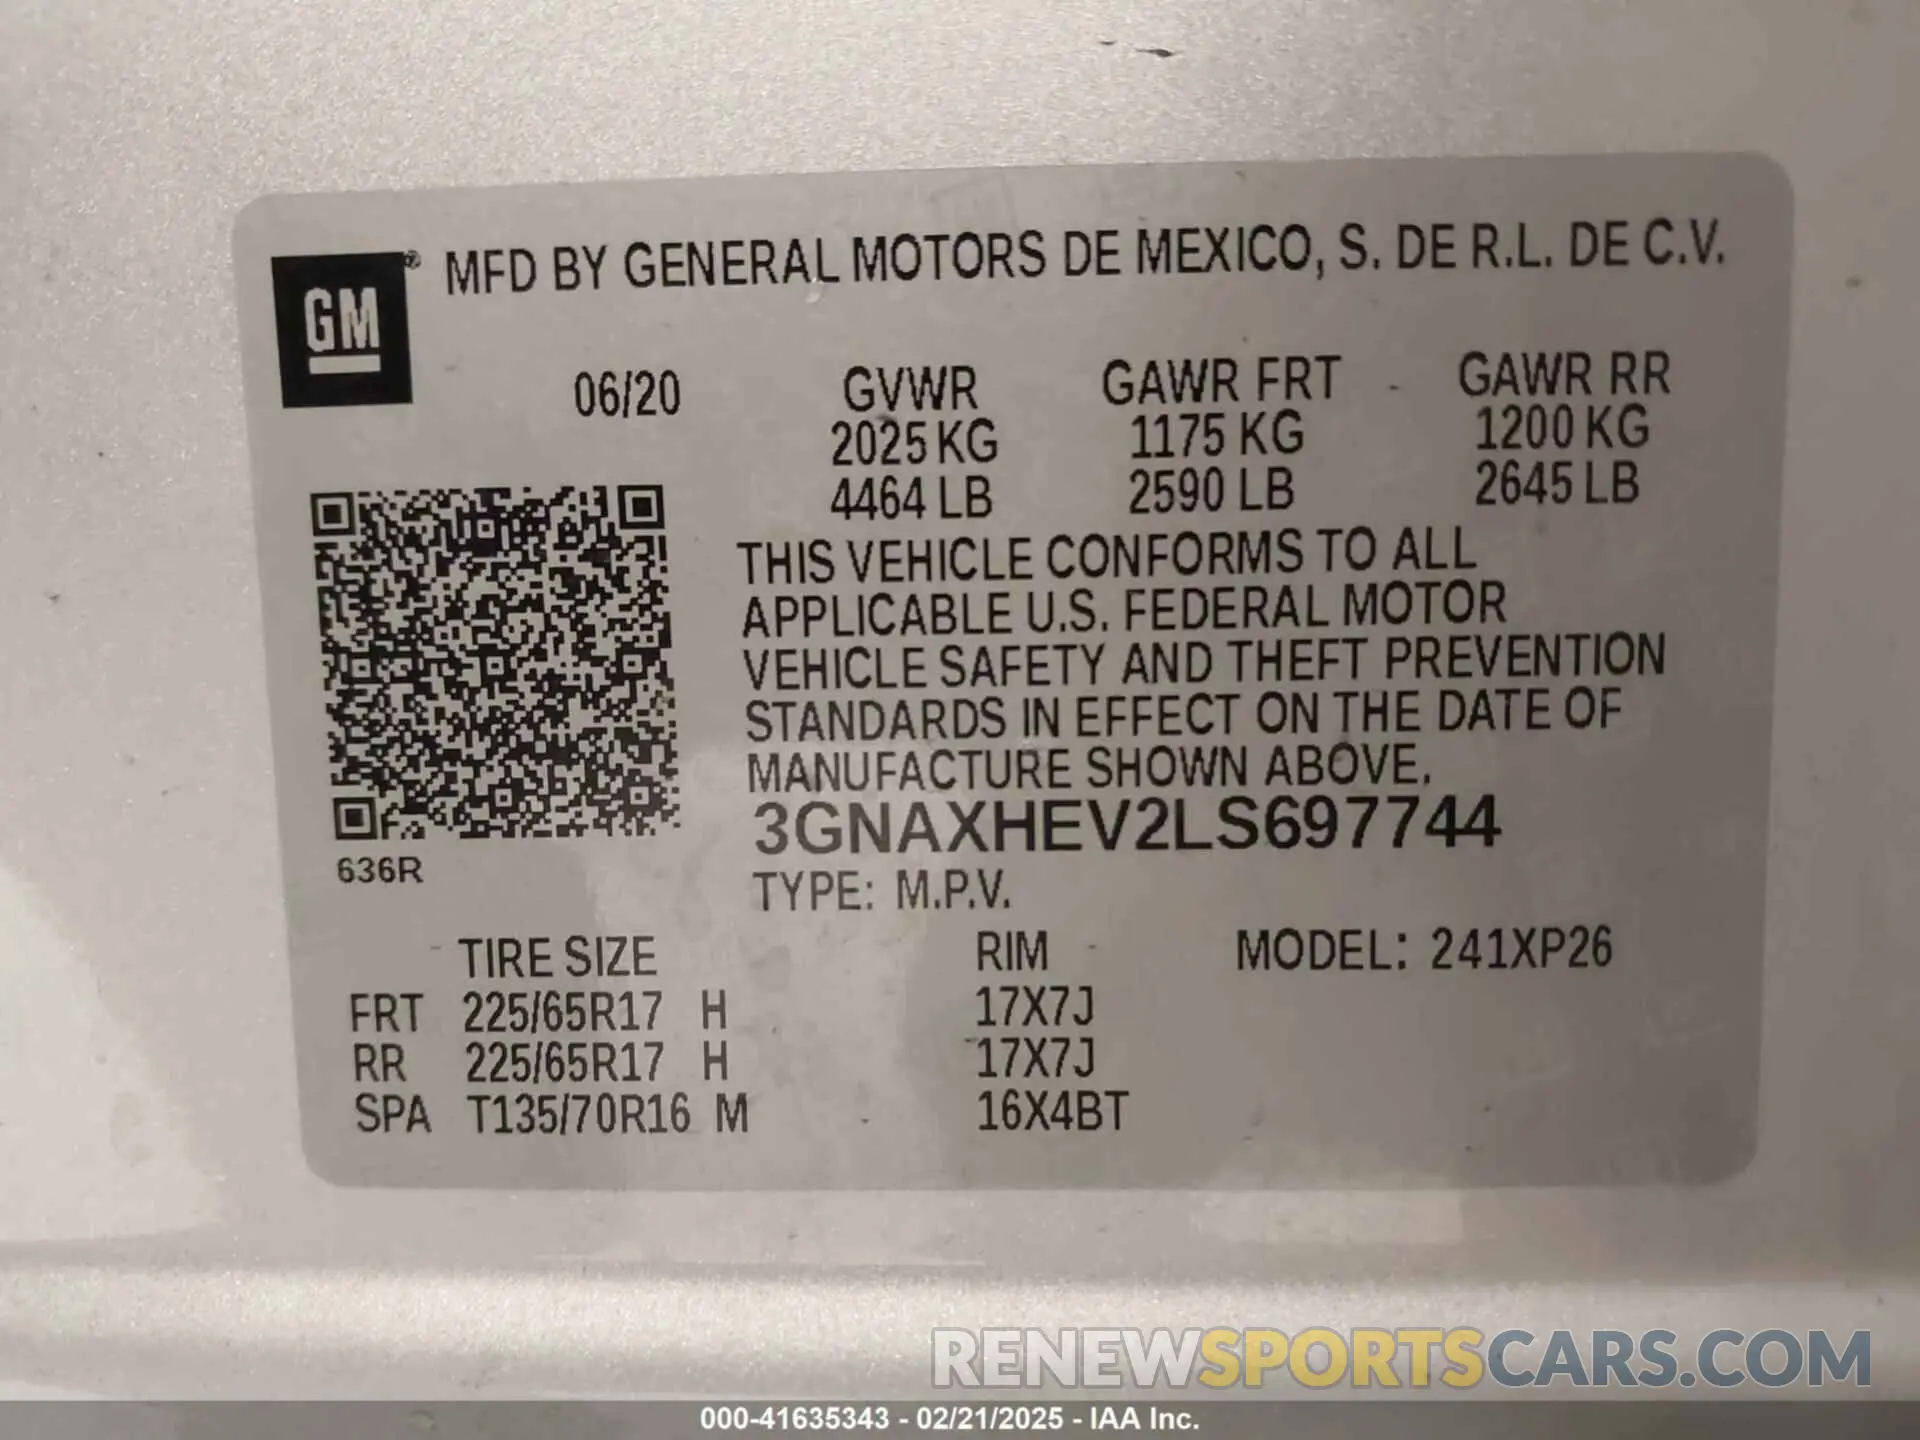 GM® MFD BY GENERAL MOTORS DE MEXICO, S. DE R.L. DE C.V.
06/20 GVWR GAWR FRT GAWR RR
2025 KG 1175 KG 1200 KG
4464 LB 2590 LB 2645 LB
THIS VEHICLE CONFORMS TO ALL
APPLICABLE U.S. FEDERAL MOTOR
VEHICLE SAFETY AND THEFT PREVENTION
STANDARDS IN EFFECT ON THE DATE OF
MANUFACTURE SHOWN ABOVE.
3GNAXHEV2LS697744
636R
TYPE: M.P.V.
TIRE SIZE RIM MODEL: 241XP26
FRT 225/65R17 H 17X7J
RR 225/65R17 H 17X7J
SPA T135/70R16 M 16X4BT
RENEWSPORTSCARS.COM
000-41635343 - 02/21/2025 - IAA Inc.